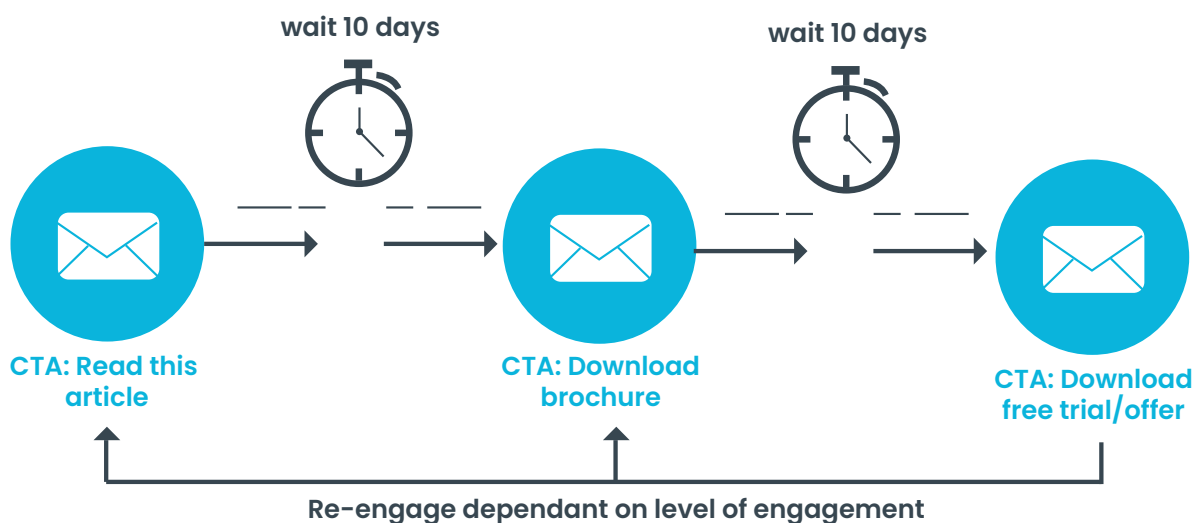 wait 10 days
wait 10 days
CTA: Read this
article
CTA: Download
brochure
CTA: Download
free trial/offer
Re-engage dependant on level of engagement